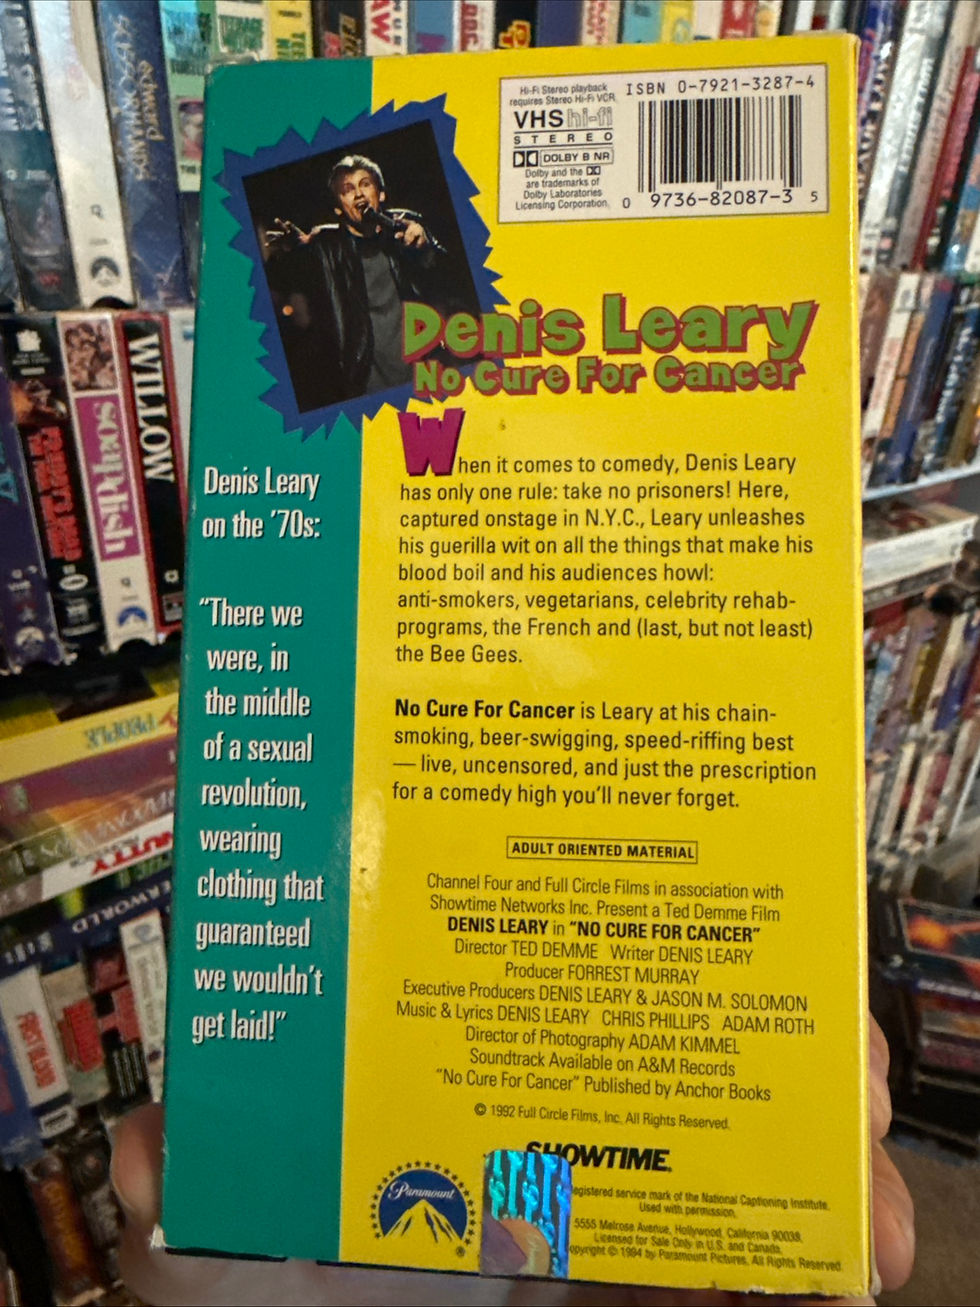 Hi-Fi Stereo playback
requires Stereo Hi-Fi VCR
VHS hi-fi
STEREO
DOLBY B NR
Dolby and the
are trademarks of
Dolby Laboratories
Licensing Corporation.
ISBN 0-7921-3287-4
0 9736-82087-3 5
Denis Leary
No Cure For Cancer
Denis Leary
on the '70s:
"There we
were, in
the middle
of a sexual
revolution,
wearing
clothing that
guaranteed
we wouldn't
get laid!"
When it comes to comedy, Denis Leary
has only one rule: take no prisoners! Here,
captured onstage in N.Y.C., Leary unleashes
his guerilla wit on all the things that make his
blood boil and his audiences howl:
anti-smokers, vegetarians, celebrity rehab-
programs, the French and (last, but not least)
the Bee Gees.
No Cure For Cancer is Leary at his chain-
smoking, beer-swigging, speed-riffing best
— live, uncensored, and just the prescription
for a comedy high you'll never forget.
ADULT ORIENTED MATERIAL
Channel Four and Full Circle Films in association with
Showtime Networks Inc. Present a Ted Demme Film
DENIS LEARY in "NO CURE FOR CANCER"
Director TED DEMME Writer DENIS LEARY
Producer FORREST MURRAY
Executive Producers DENIS LEARY & JASON M. SOLOMON
Music & Lyrics DENIS LEARY CHRIS PHILLIPS ADAM ROTH
Director of Photography ADAM KIMMEL
Soundtrack Available on A&M Records
"No Cure For Cancer" Published by Anchor Books
© 1992 Full Circle Films, Inc. All Rights Reserved.
SHOWTIME
Paramount
egistered service mark of the National Captioning Institute.
Used with permission.
5555 Melrose Avenue, Hollywood, California 90038.
Licensed for Sale Only in U.S. and Canada.
opyright © 1994 by Paramount Pictures, All Rights Reserved.
WILLOW
soapdish
PEOPLE
NUTTY